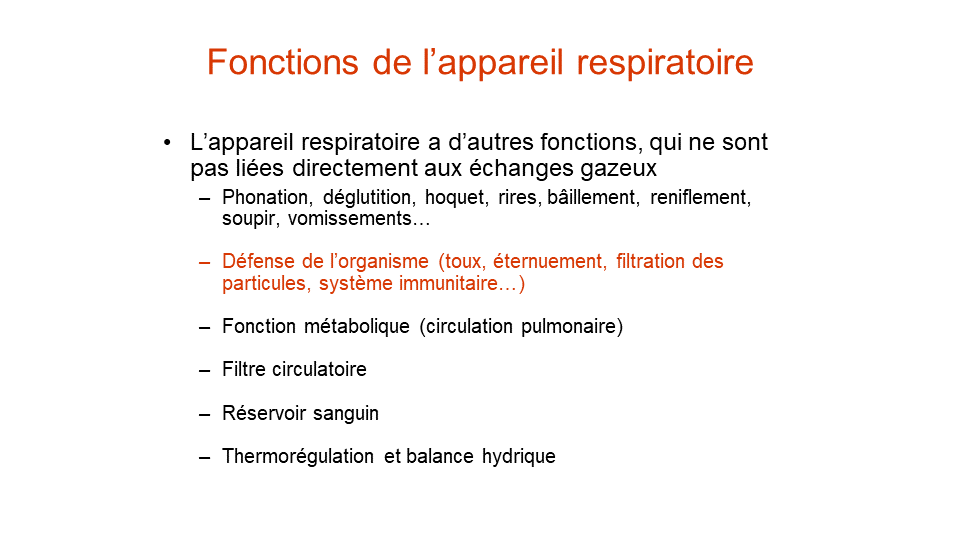 Fonctions de l’appareil respiratoire
• L’appareil respiratoire a d’autres fonctions, qui ne sont
pas liées directement aux échanges gazeux
– Phonation, déglutition, hoquet, rires, bâillement, reniflement,
soupir, vomissements…
– Défense de l’organisme (toux, éternuement, filtration des
particules, système immunitaire…)
– Fonction métabolique (circulation pulmonaire)
– Filtre circulatoire
– Réservoir sanguin
– Thermorégulation et balance hydrique